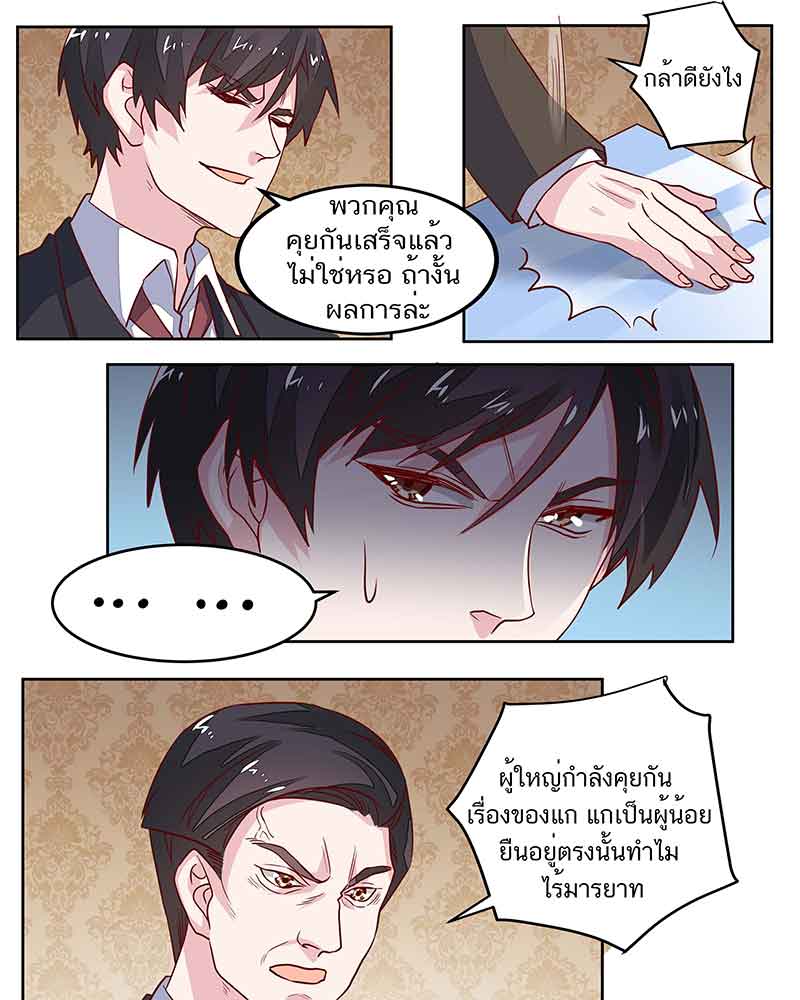 พวกคุณ
คุยกันเสร็จแล้ว
ไม่ใช่หรอ ถ้างั้น
ผลการล่ะ
กล้าดียังไง
... ...
ผู้ใหญ่กำลังคุยกัน
เรื่องของแก แกเป็นผู้น้อย
ยืนอยู่ตรงนั้นทำไม
ไร้มารยาท